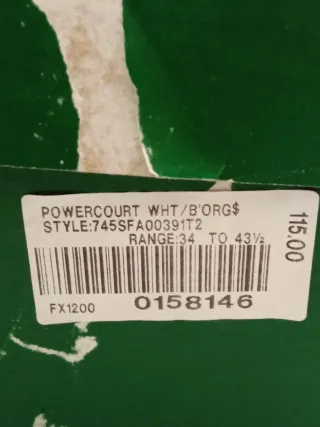 POWERCOURT WHT/B'ORG$
STYLE:745SFA00391T2
RANGE:34 TO 43½
FX1200 0158146
115.00